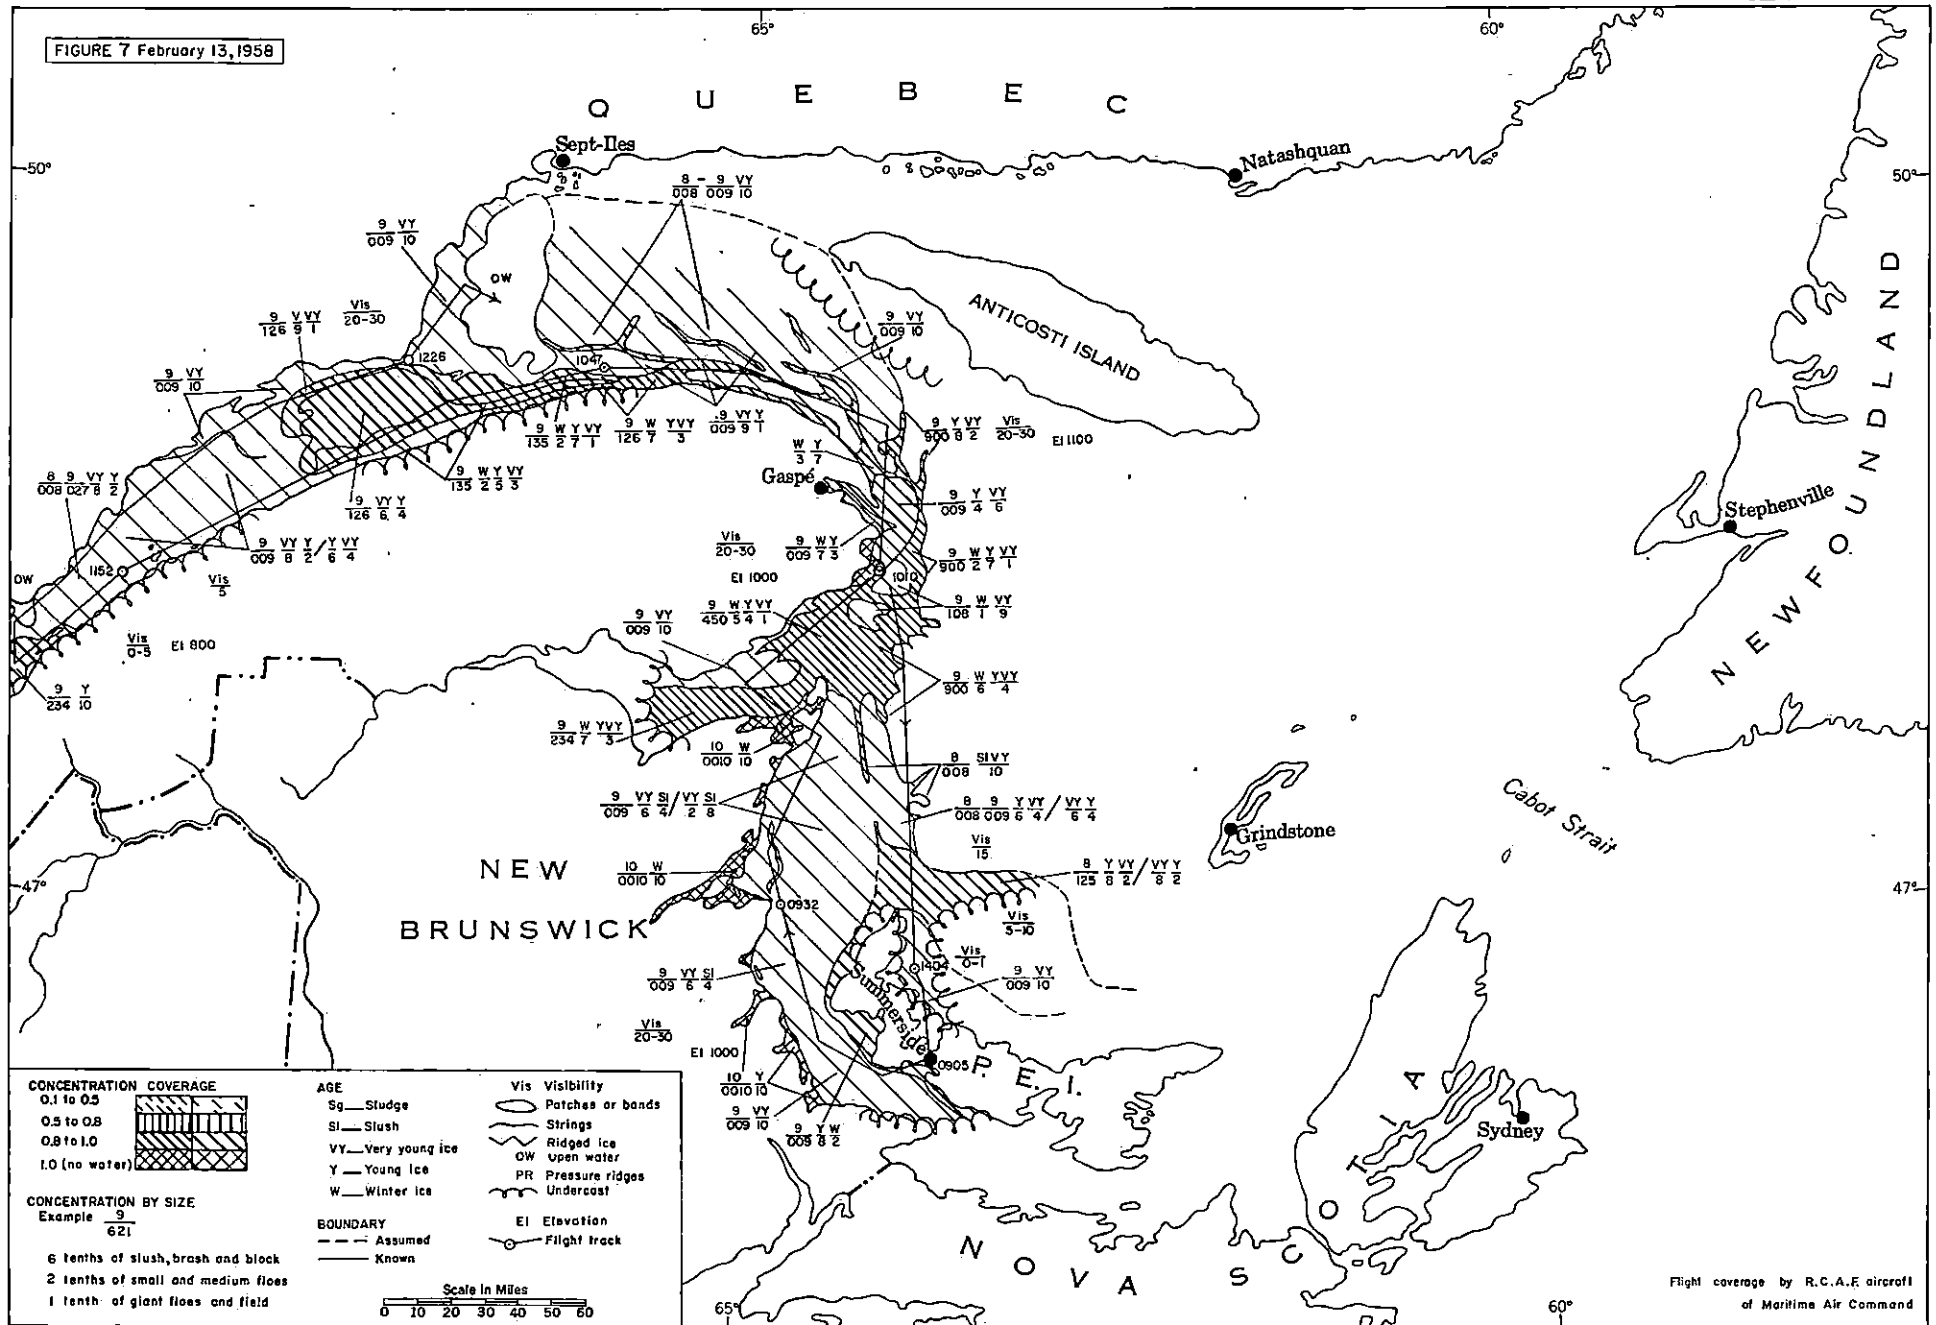 FIGURE 7 February 13, 1958
65°
60°
QUEBEC
Sept-Iles
Natashquan
50°
50°
8 - 9 VY
008 009 10
9 VY
009 10
OW
ANTICOSTI ISLAND
NEWFOUNDLAND
9 V VY
126 9 1
Vis
20-30
9 VY
009 10
1226
1047
9 VY
009 10
9 W Y VY
135 2 7 1
9 W YVY
126 7 3
9 VY Y
009 9 1
9 Y VY
900 8 2
Vis
20-30
El 1100
W Y
3 7
Gaspé
8 9 VY Y
008 027 8 2
9 W Y VY
135 2 5 3
9 VY Y
126 6 4
9 Y VY
009 4 6
Stephenville
9 VY Y / Y VY
009 8 2 / 6 4
Vis
20-30
9 W Y
009 7 3
9 W Y VY
900 2 7 1
OW
1152
Vis
5
El 1000
1010
9 W VY
108 1 9
9 W Y VY
450 5 4 1
9 VY
009 10
Vis
0-5
El 800
9 Y
234 10
9 W YVY
900 6 4
9 W YVY
234 7 3
10 W
0010 10
8 SIVY
008 10
9 VY SI / VY SI
009 6 4 / 2 8
8 9 Y VY / VY Y
008 009 6 4 / 6 4
Cabot Strait
Grindstone
Vis
15
NEW
BRUNSWICK
10 W
0010 10
8 Y VY / VY Y
125 8 2 / 8 2
47°
47°
0932
Vis
5-10
9 VY SI
009 6 4
Summerside
1404
Vis
0-1
9 VY
009 10
Vis
20-30
El 1000
0905
P.E.I.
10 Y
0010 10
9 VY
009 10
9 Y W
009 8 2
Sydney
NOVA SCOTIA
CONCENTRATION COVERAGE
0.1 to 0.5
0.5 to 0.8
0.8 to 1.0
1.0 (no water)
CONCENTRATION BY SIZE
Example 9
621
6 tenths of slush, brash and block
2 tenths of small and medium floes
1 tenth of giant floes and field
AGE
Sg__Sludge
SI__Slush
VY__Very young ice
Y__Young ice
W__Winter ice
BOUNDARY
Assumed
Known
Vis Visibility
Patches or bands
Strings
Ridged ice
OW Open water
PR Pressure ridges
Undercast
El Elevation
Flight track
Scale in Miles
0 10 20 30 40 50 60
65°
60°
Flight coverage by R.C.A.F. aircraft
of Maritime Air Command